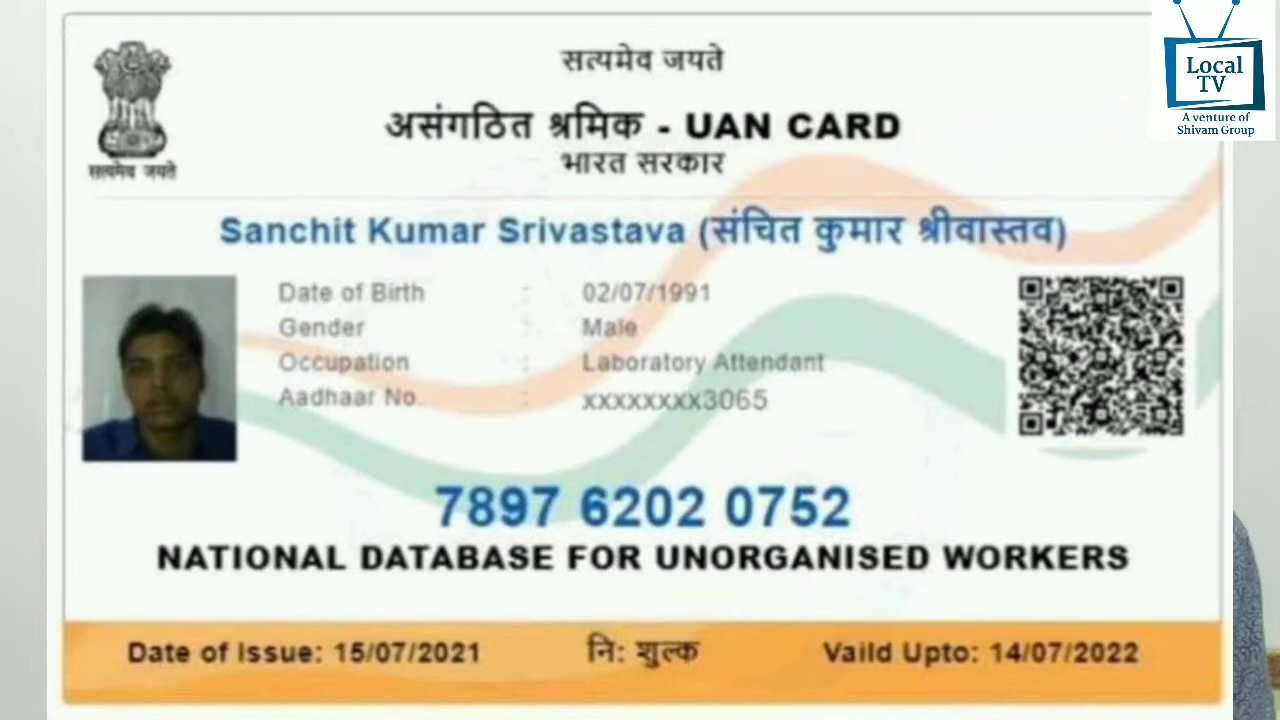 सत्यमेव जयते
असंगठित श्रमिक - UAN CARD
भारत सरकार
सत्यमेव जयते
Sanchit Kumar Srivastava (संचित कुमार श्रीवास्तव)
Date of Birth : 02/07/1991
Gender : Male
Occupation : Laboratory Attendant
Aadhaar No. : xxxxxxxx3065
7897 6202 0752
NATIONAL DATABASE FOR UNORGANISED WORKERS
Date of Issue: 15/07/2021 नि: शुल्क Vaild Upto: 14/07/2022
Local
TV
A venture of
Shivam Group